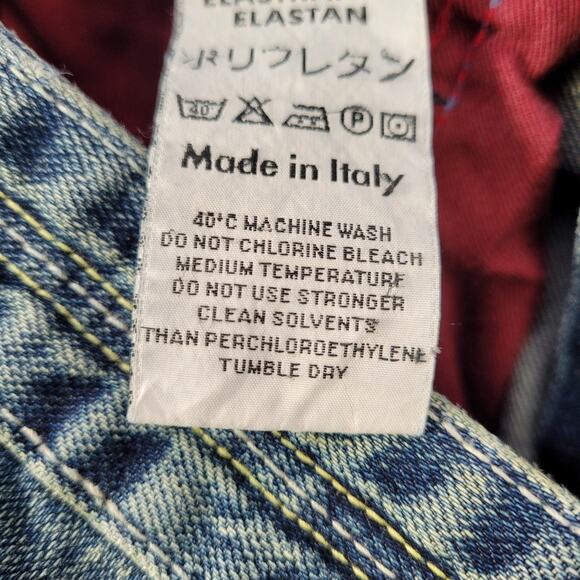 ELASTAN
ポリウレタン
40°
P
Made in Italy
40°C MACHINE WASH
DO NOT CHLORINE BLEACH
MEDIUM TEMPERATURE
DO NOT USE STRONGER
CLEAN SOLVENTS
THAN PERCHLOROETHYLENE
TUMBLE DRY